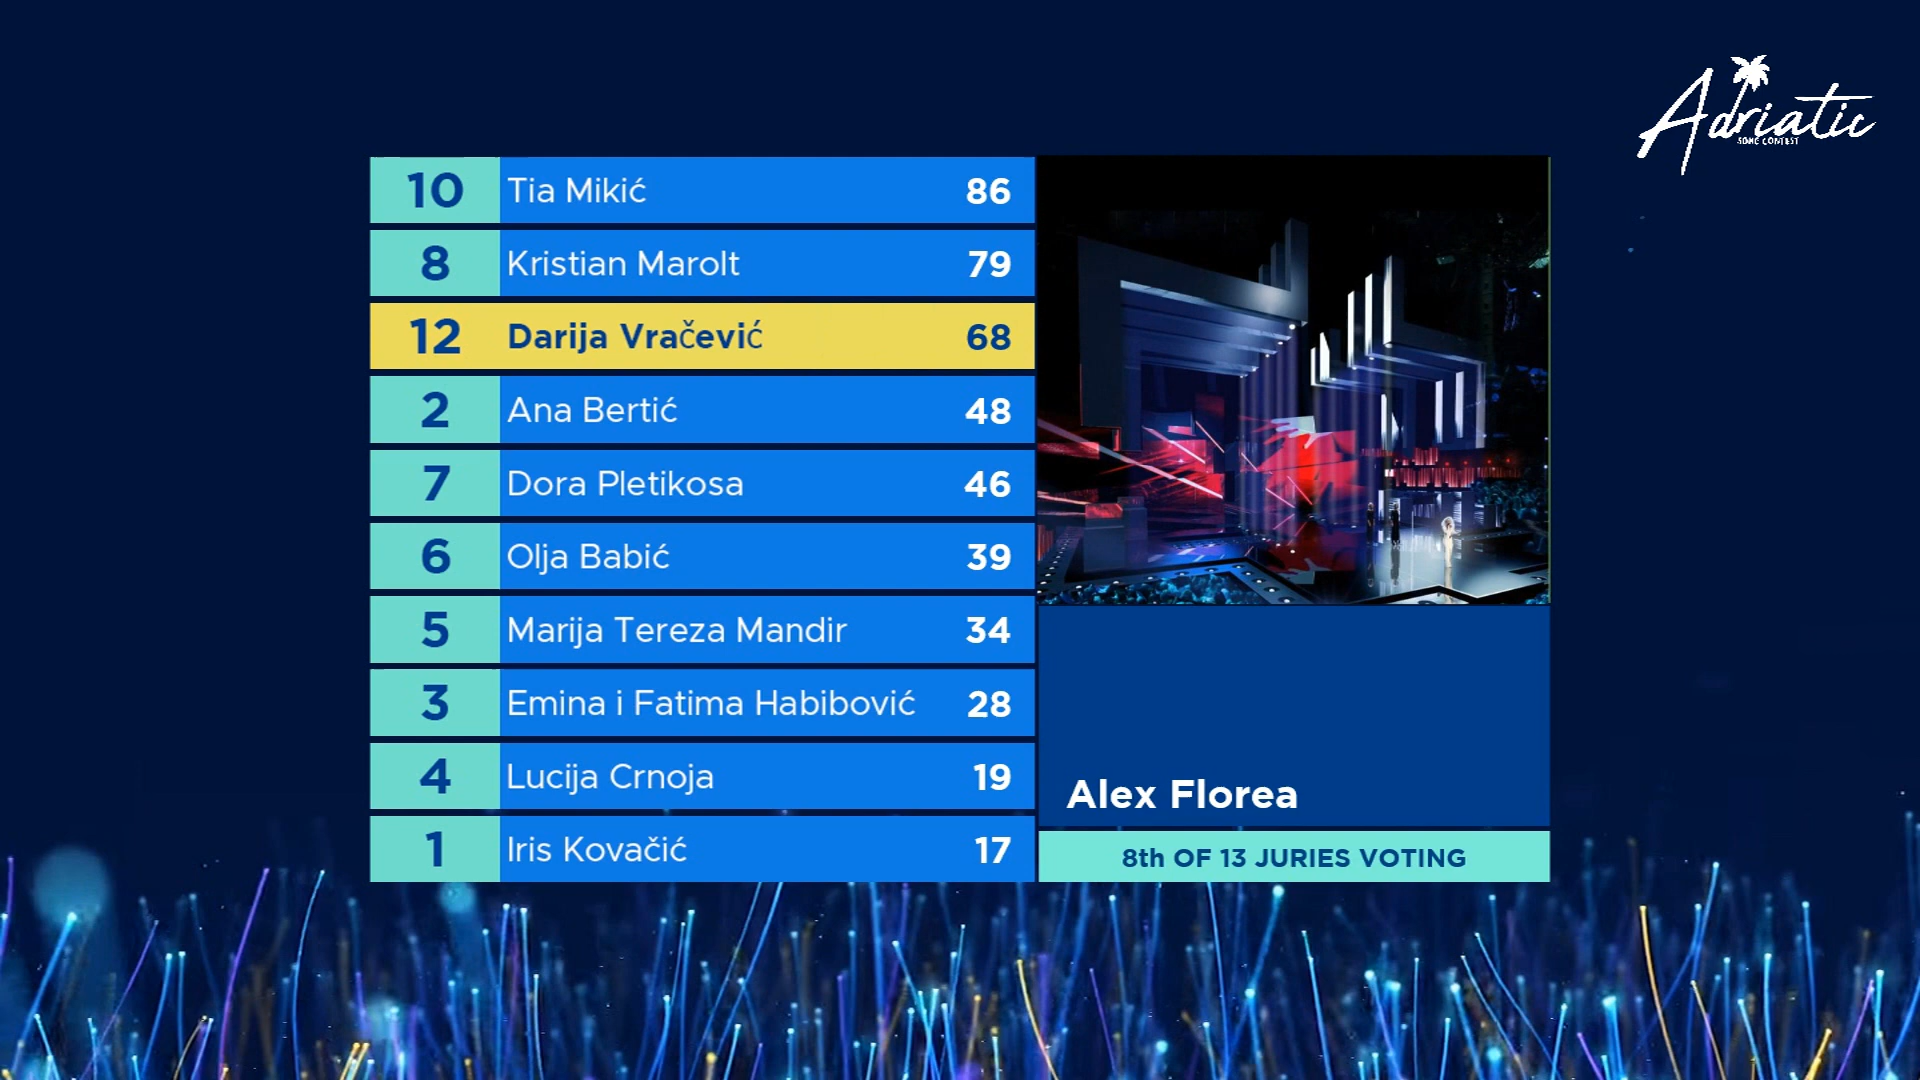 Adriatic
SONG CONTEST
10 Tia Mikić 86
8 Kristian Marolt 79
12 Darija Vračević 68
2 Ana Bertić 48
7 Dora Pletikosa 46
6 Olja Babić 39
5 Marija Tereza Mandir 34
3 Emina i Fatima Habibović 28
4 Lucija Crnoja 19
1 Iris Kovačić 17
Alex Florea
8th OF 13 JURIES VOTING